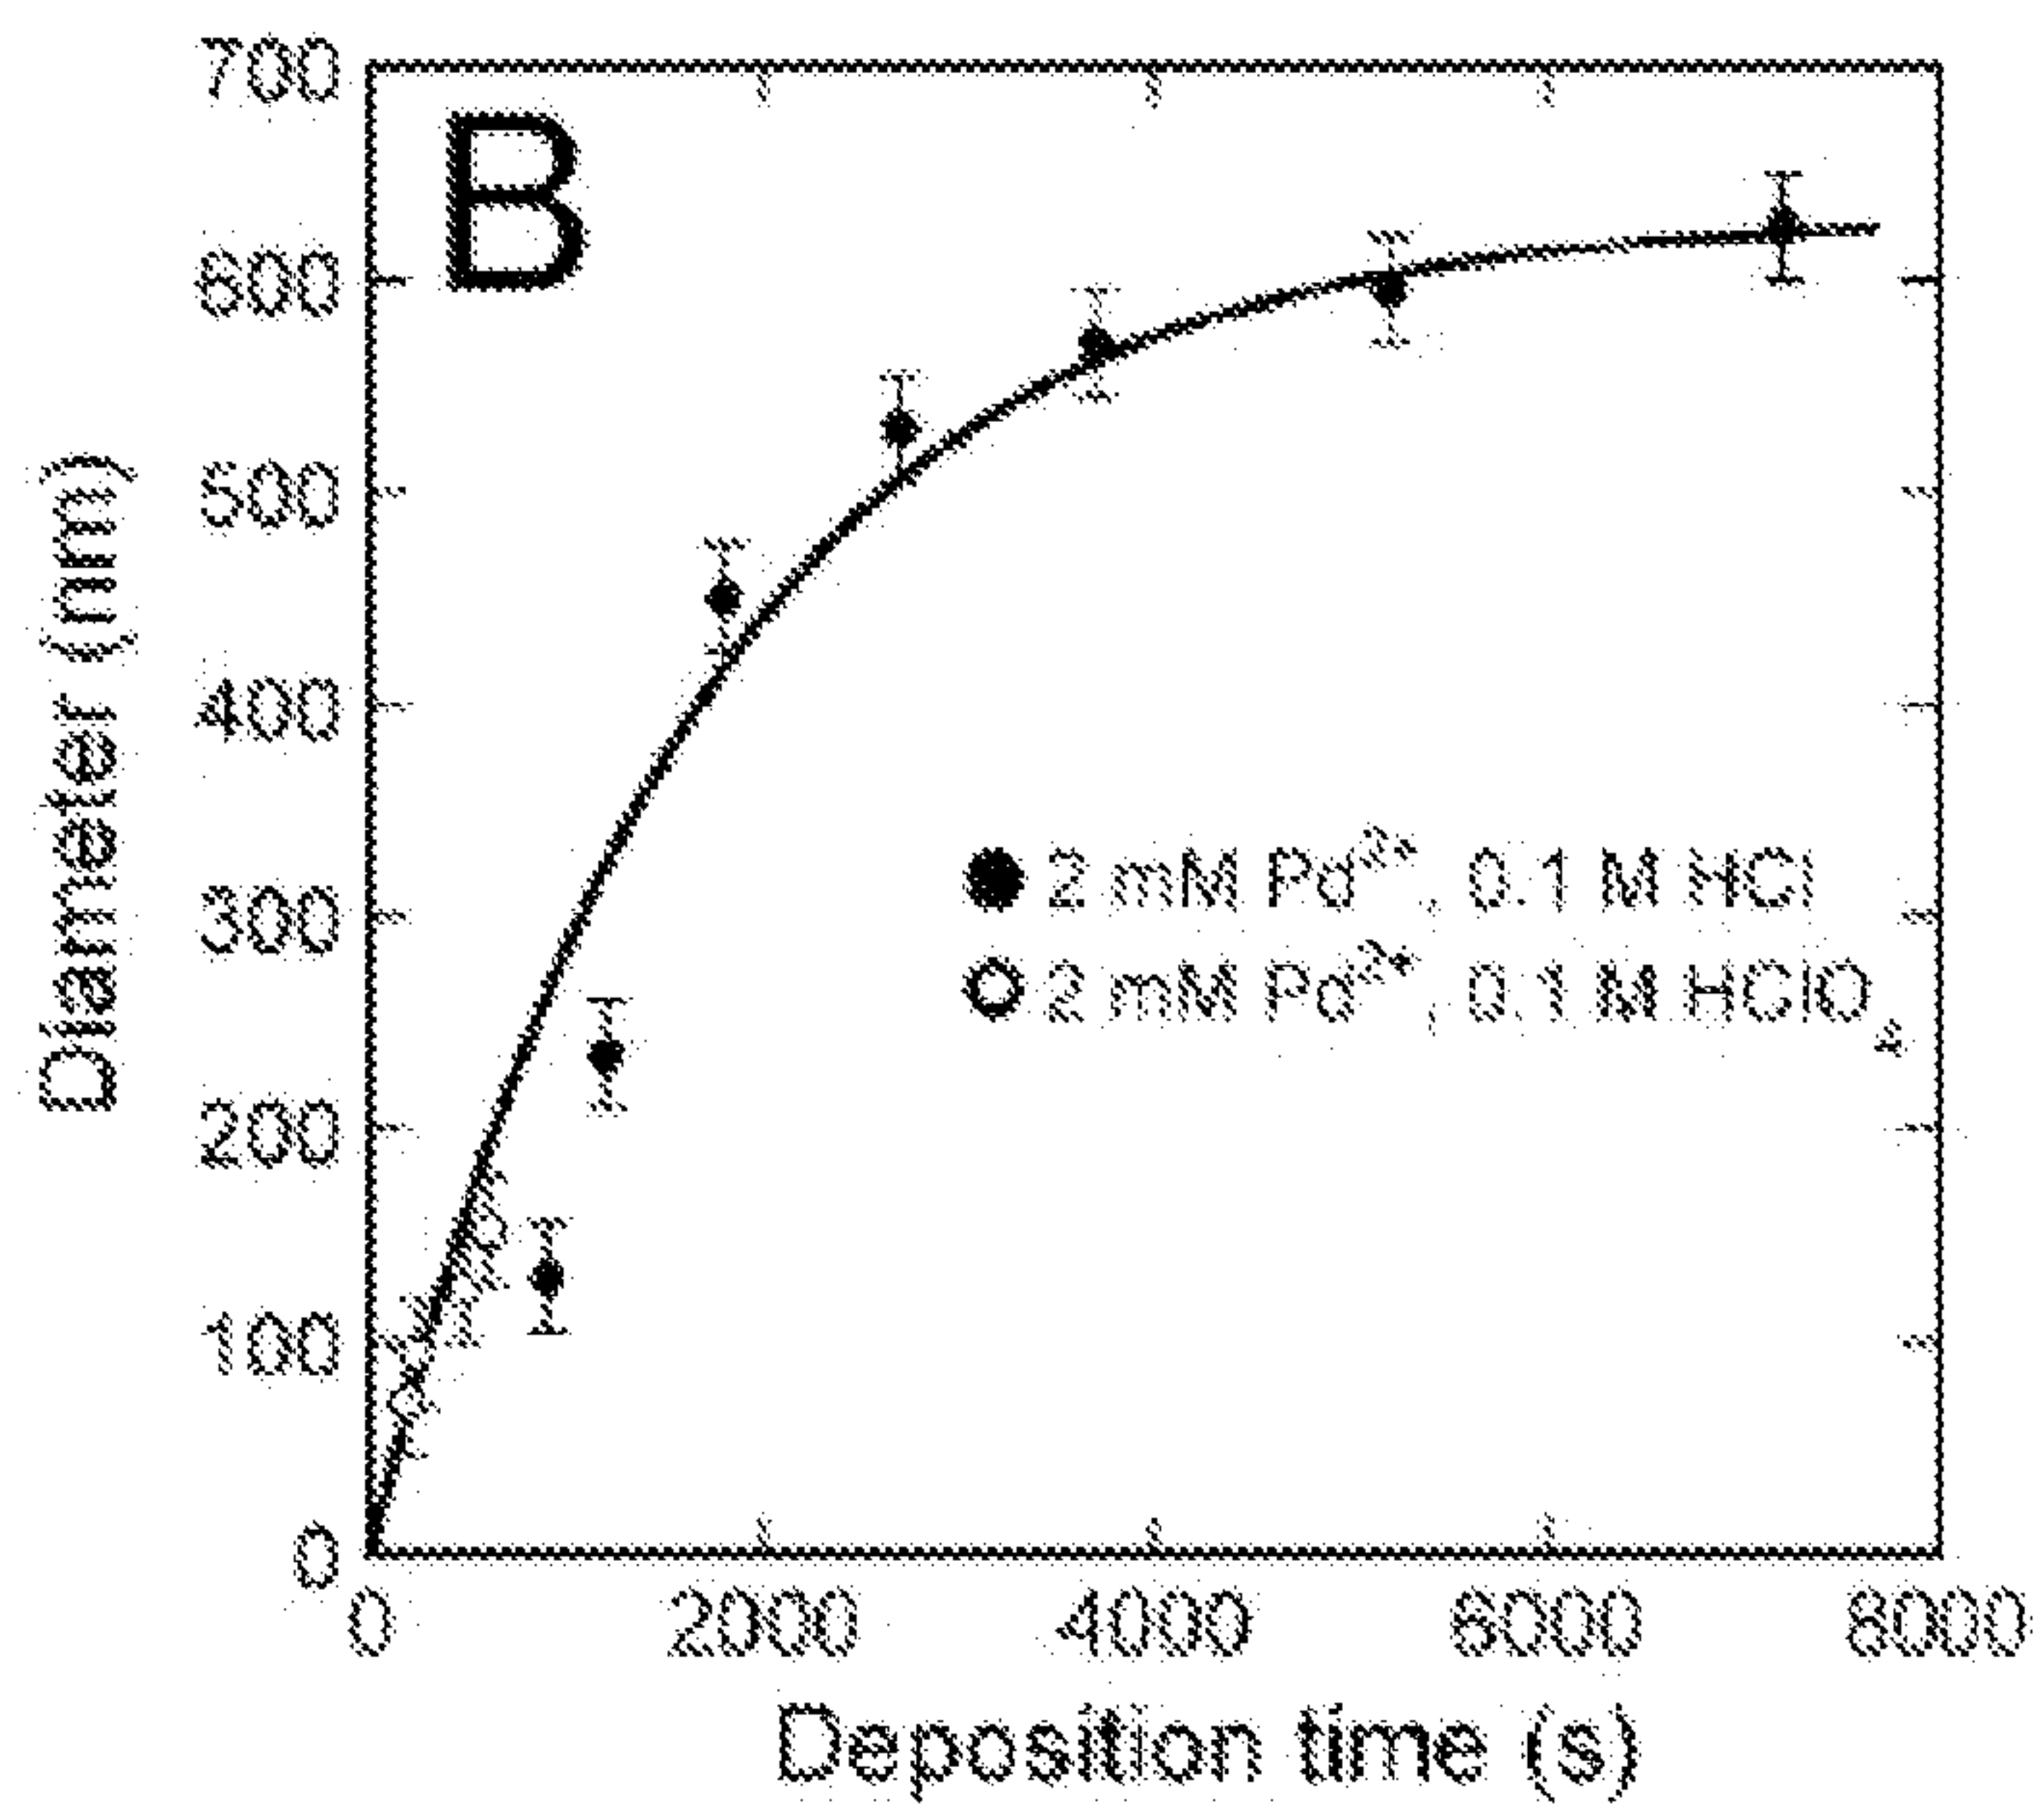 B
Diameter (nm)
700
600
500
400
300
200
100
0
0 2000 4000 6000 8000
Deposition time (s)
2 mM Pd²⁺, 0.1 M HCl
2 mM Pd²⁺, 0.1 M HClO₄